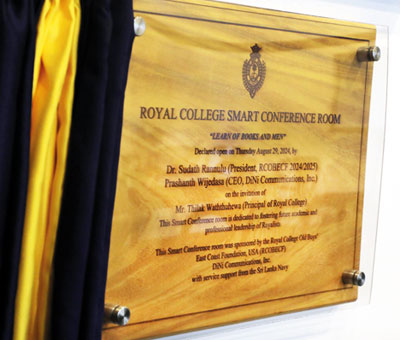 ROYAL COLLEGE SMART CONFERENCE ROOM
"LEARN OF BOOKS AND MEN"
Declared open on Thursday August 29, 2024, by
Dr. Sudath (President, RCOBECF 2024/2025)
Prashanth Wijedasa (CEO, DiNi Communications, Inc.)
on the invitation of
Mr. Thilak Waththuhewa (Principal of Royal College)
This Smart Conference room is dedicated to fostering future academic and
professional leadership of Royalists.
This Smart Conference room was sponsored by the Royal College Old Boys'
East Coast Foundation, USA (RCOBECF)
DiNi Communications, Inc.
with service support from the Sri Lanka Navy